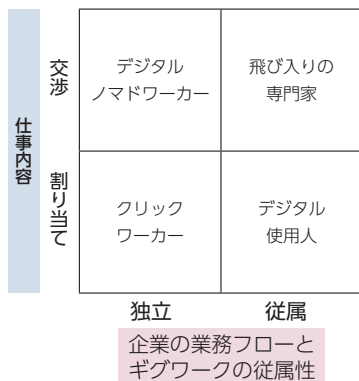 仕事内容
交渉
デジタル
ノマドワーカー
飛び入りの
専門家
割り当て
クリック
ワーカー
デジタル
使用人
独立
従属
企業の業務フローと
ギグワークの従属性